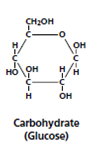 CH₂OH
C O
H OH
C C
HO OH H H
C C
H OH
Carbohydrate
(Glucose)